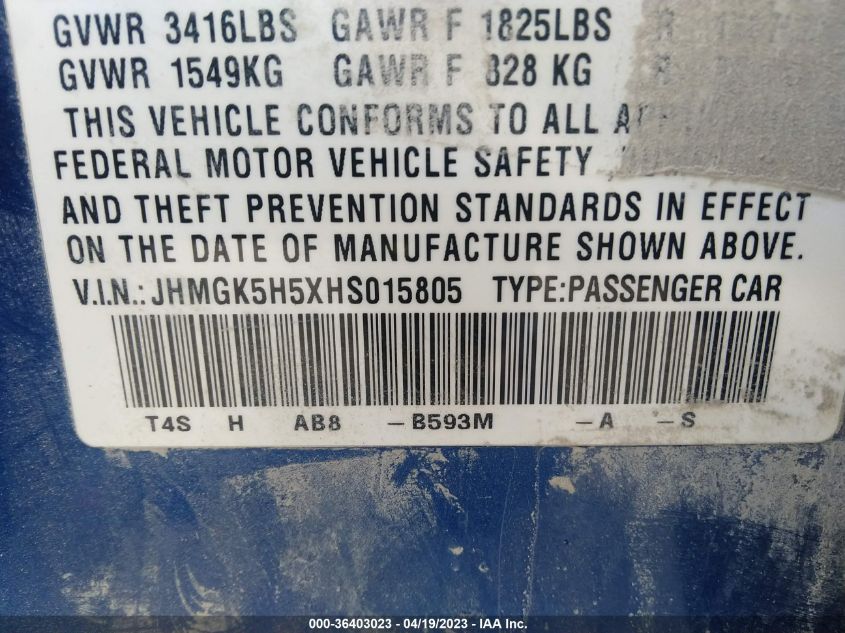 GVWR 3416LBS GAWR F 1825LBS R
GVWR 1549KG GAWR F 828 KG R
THIS VEHICLE CONFORMS TO ALL
FEDERAL MOTOR VEHICLE SAFETY
AND THEFT PREVENTION STANDARDS IN EFFECT
ON THE DATE OF MANUFACTURE SHOWN ABOVE.
V.I.N.: JHMGK5H5XHS015805 TYPE:PASSENGER CAR
T4S H AB8 -B593M -A -S
000-36403023 - 04/19/2023 - IAA Inc.